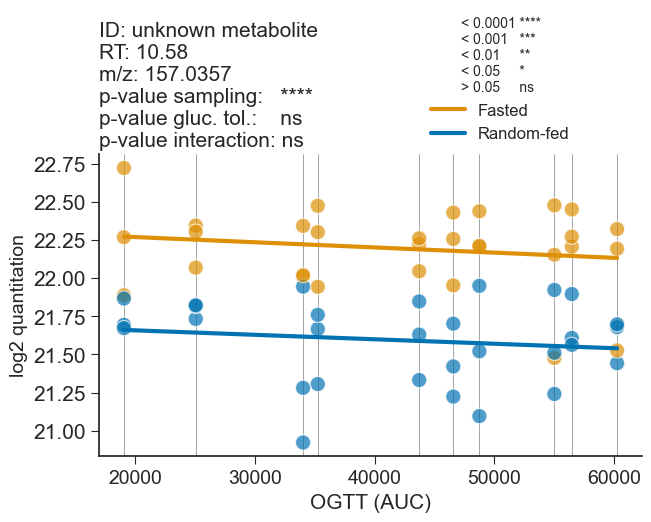 ID: unknown metabolite
RT: 10.58
m/z: 157.0357
p-value sampling: ****
p-value gluc. tol.: ns
p-value interaction: ns
< 0.0001 ****
< 0.001 ***
< 0.01 **
< 0.05 *
> 0.05 ns
Fasted
Random-fed
log2 quantitation
22.75
22.50
22.25
22.00
21.75
21.50
21.25
21.00
20000 30000 40000 50000 60000
OGTT (AUC)